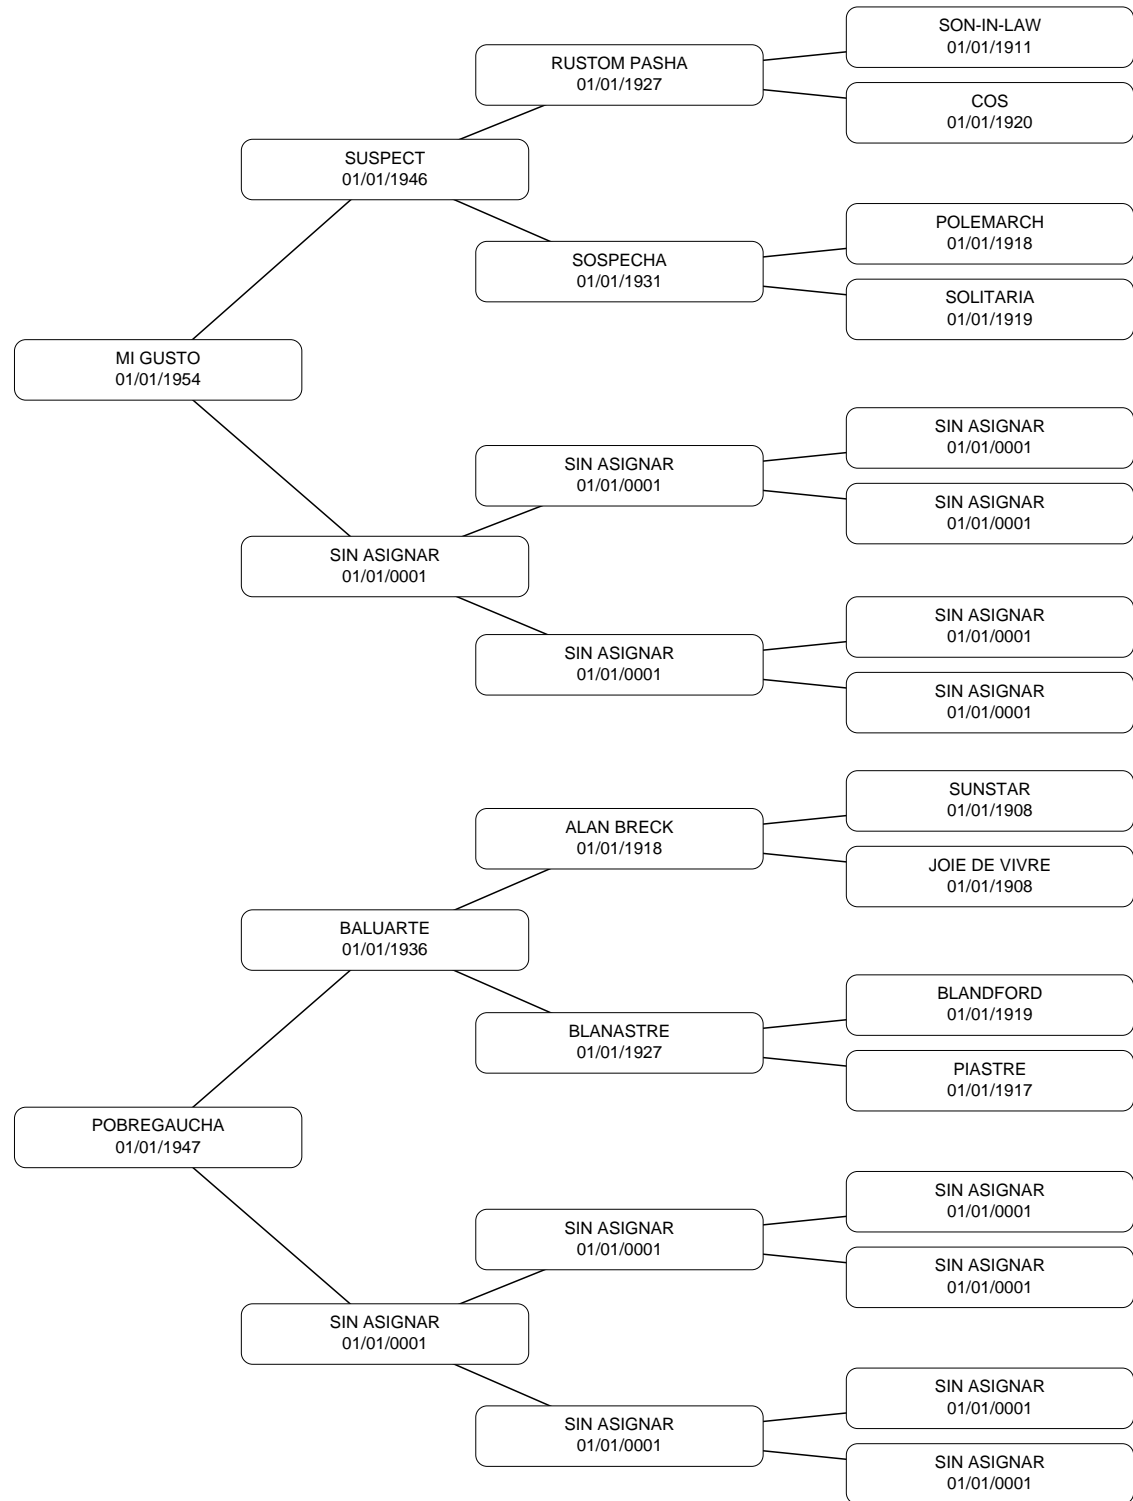 SON-IN-LAW
01/01/1911
RUSTOM PASHA
01/01/1927
COS
01/01/1920
SUSPECT
01/01/1946
POLEMARCH
01/01/1918
SOSPECHA
01/01/1931
SOLITARIA
01/01/1919
MI GUSTO
01/01/1954
SIN ASIGNAR
01/01/0001
SIN ASIGNAR
01/01/0001
SIN ASIGNAR
01/01/0001
SIN ASIGNAR
01/01/0001
SIN ASIGNAR
01/01/0001
SIN ASIGNAR
01/01/0001
SIN ASIGNAR
01/01/0001
SUNSTAR
01/01/1908
ALAN BRECK
01/01/1918
JOIE DE VIVRE
01/01/1908
BALUARTE
01/01/1936
BLANDFORD
01/01/1919
BLANASTRE
01/01/1927
PIASTRE
01/01/1917
POBREGAUCHA
01/01/1947
SIN ASIGNAR
01/01/0001
SIN ASIGNAR
01/01/0001
SIN ASIGNAR
01/01/0001
SIN ASIGNAR
01/01/0001
SIN ASIGNAR
01/01/0001
SIN ASIGNAR
01/01/0001
SIN ASIGNAR
01/01/0001